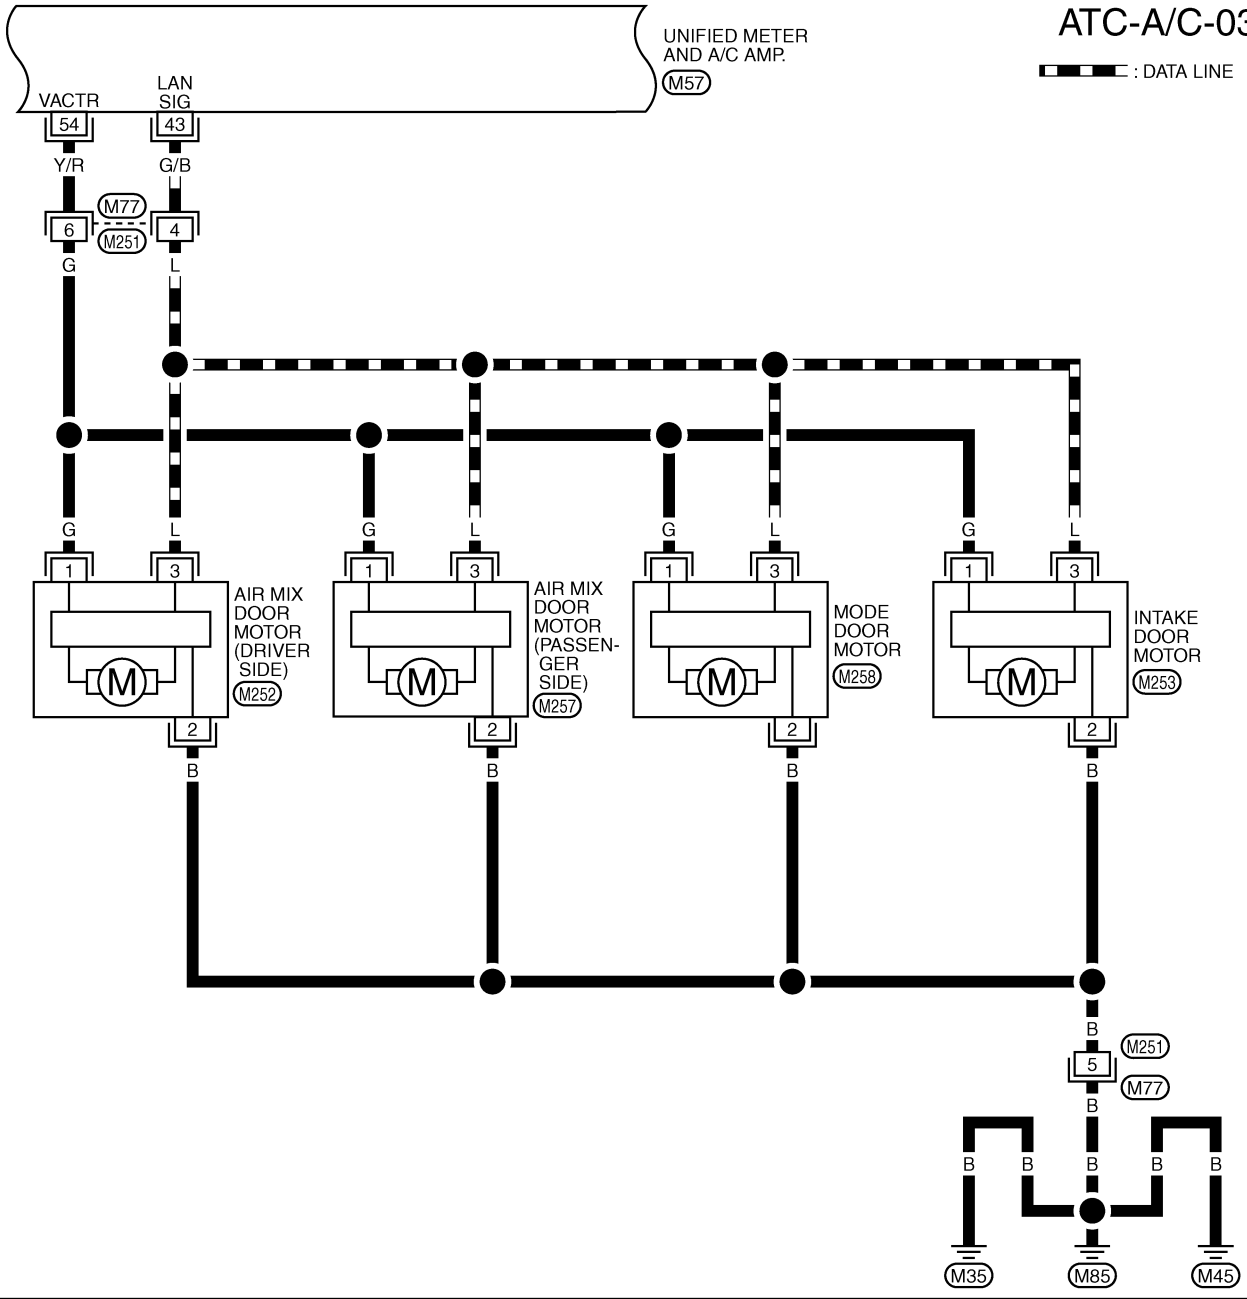 ATC-A/C-03
UNIFIED METER
AND A/C AMP.
M57
: DATA LINE
VACTR
LAN
SIG
54
43
Y/R
G/B
M77
6
4
M251
G
L
G
L
G
L
G
L
G
L
1
3
1
3
1
3
1
3
AIR MIX
DOOR
MOTOR
(DRIVER
SIDE)
M252
M
AIR MIX
DOOR
MOTOR
(PASSEN-
GER
SIDE)
M257
M
MODE
DOOR
MOTOR
M258
M
INTAKE
DOOR
MOTOR
M253
M
2
2
2
2
B
B
B
B
B
M251
5
M77
B
B
B
B
B
B
M35
M85
M45